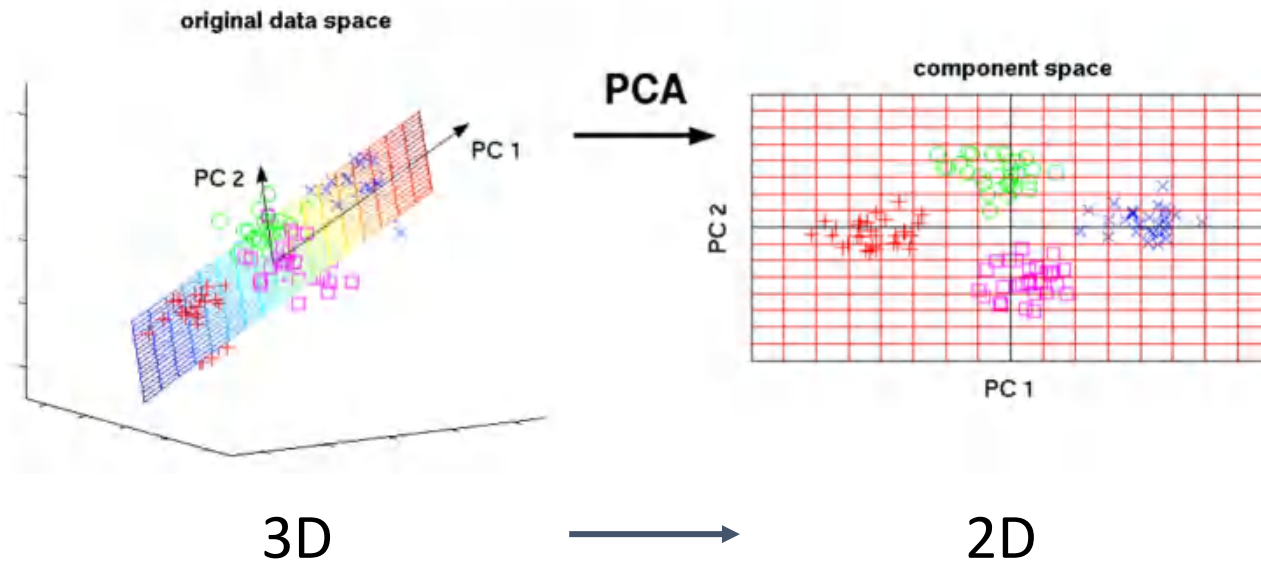 original data space
PC 1
PC 2
PCA
component space
PC 2
PC 1
3D
2D